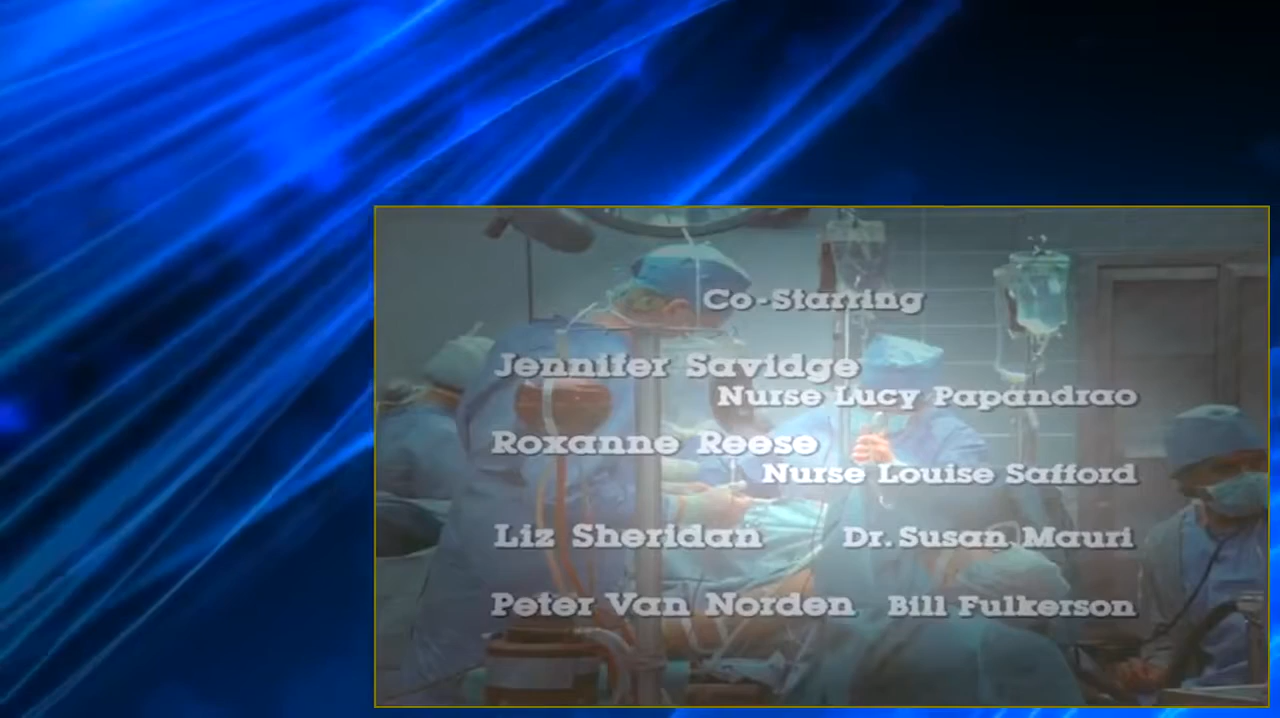 Co-Starring
Jennifer Savidge
Nurse Lucy Papandrao
Roxanne Reese
Nurse Louise Safford
Liz Sheridan Dr. Susan Mauri
Peter Van Norden Bill Fulkerson